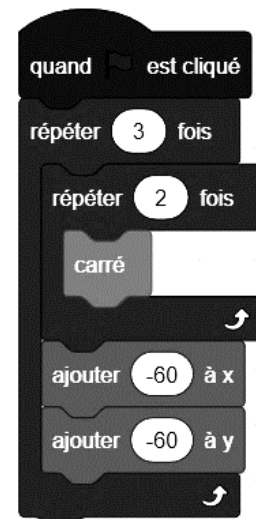 quand est cliqué
répéter 3 fois
répéter 2 fois
carré
ajouter -60 à x
ajouter -60 à y